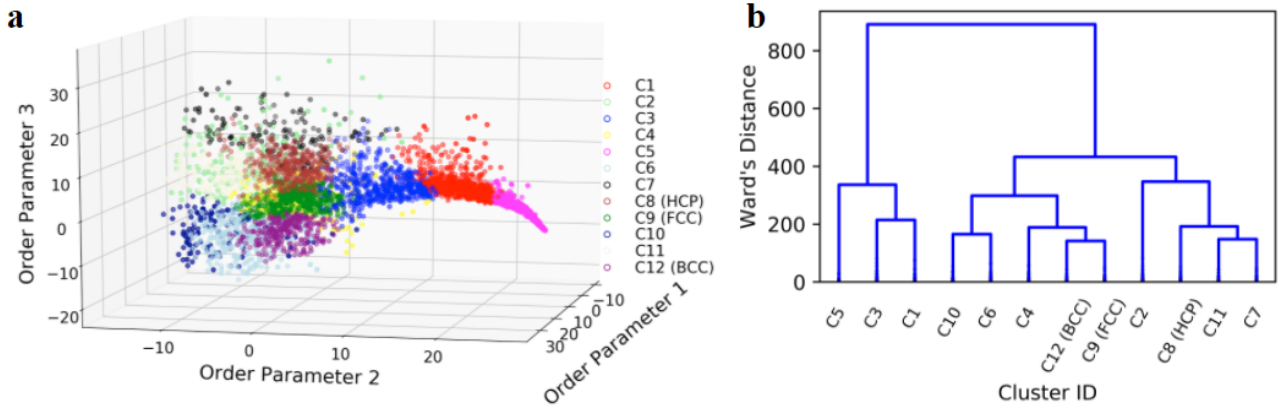 a
30
20
10
0
−10
−20
Order Parameter 3
−10
0
10
20
Order Parameter 2
−10
0
10
20
30
Order Parameter 1
C1
C2
C3
C4
C5
C6
C7
C8 (HCP)
C9 (FCC)
C10
C11
C12 (BCC)
b
800
600
400
200
0
Ward's Distance
C5
C3
C1
C10
C6
C4
C12 (BCC)
C9 (FCC)
C2
C8 (HCP)
C11
C7
Cluster ID